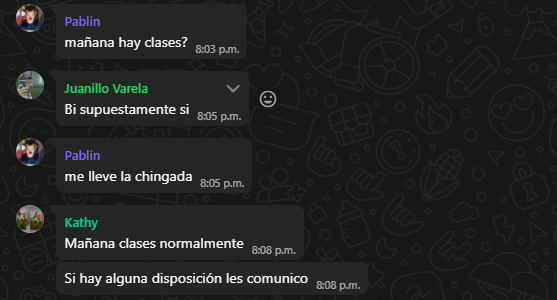 Pablin
mañana hay clases?
8:03 p.m.
Juanillo Varela
Bi supuestamente si
8:05 p.m.
Pablin
me lleve la chingada
8:05 p.m.
Kathy
Mañana clases normalmente
8:08 p.m.
Si hay alguna disposición les comunico
8:08 p.m.